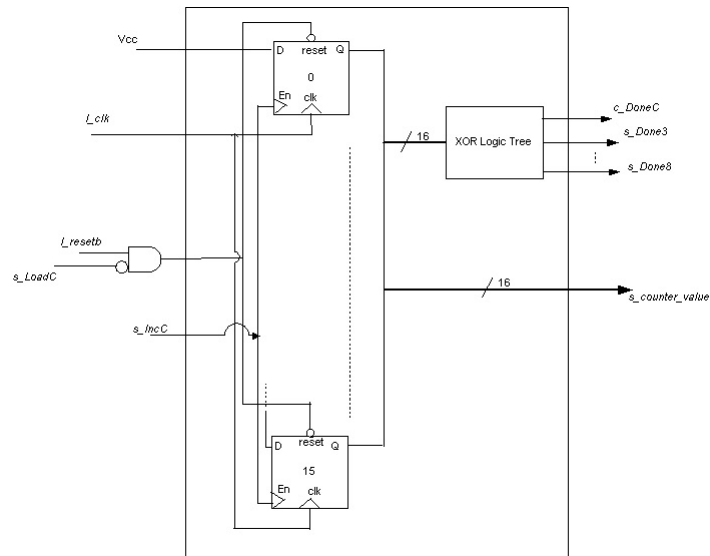 Vcc
D reset Q
0
En clk
I_clk
16
XOR Logic Tree
c_DoneC
s_Done3
s_Done8
I_resetb
s_LoadC
16
s_counter_value
s_IncC
D reset Q
15
En clk